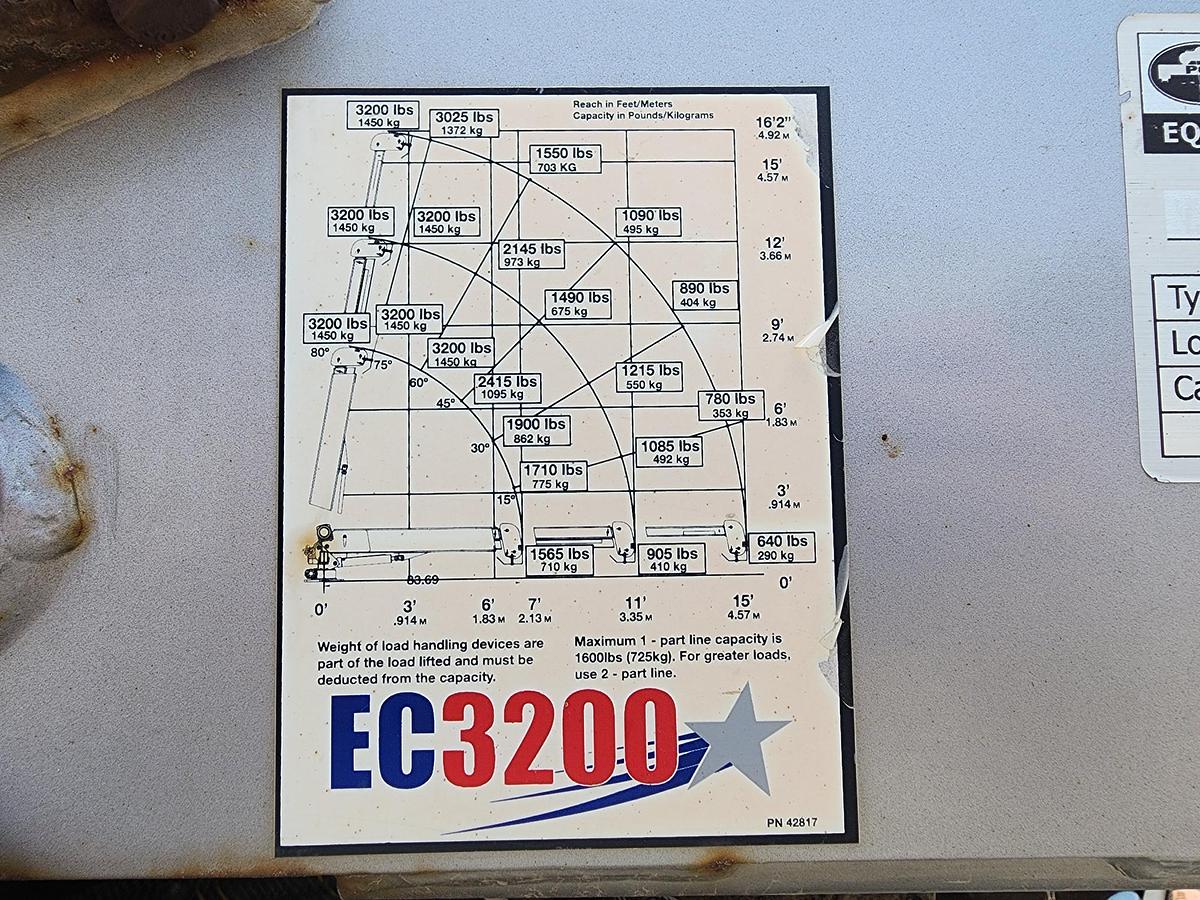 Reach in Feet/Meters
Capacity in Pounds/Kilograms
3200 lbs
1450 kg
3025 lbs
1372 kg
16'2"
4.92 M
1550 lbs
703 KG
15'
4.57 M
3200 lbs
1450 kg
3200 lbs
1450 kg
1090 lbs
495 kg
2145 lbs
973 kg
12'
3.66 M
1490 lbs
675 kg
890 lbs
404 kg
3200 lbs
1450 kg
3200 lbs
1450 kg
9'
2.74 M
80°
75°
3200 lbs
1450 kg
60°
2415 lbs
1095 kg
1215 lbs
550 kg
45°
780 lbs
353 kg
6'
1.83 M
1900 lbs
862 kg
30°
1085 lbs
492 kg
1710 lbs
775 kg
15°
3'
.914 M
1565 lbs
710 kg
905 lbs
410 kg
640 lbs
290 kg
83.69
0'
0'
3'
.914 M
6'
1.83 M
7'
2.13 M
11'
3.35 M
15'
4.57 M
Weight of load handling devices are
part of the load lifted and must be
deducted from the capacity.
Maximum 1 - part line capacity is
1600lbs (725kg). For greater loads,
use 2 - part line.
EC3200
PN 42817
EQ
Ty
Lo
Ca